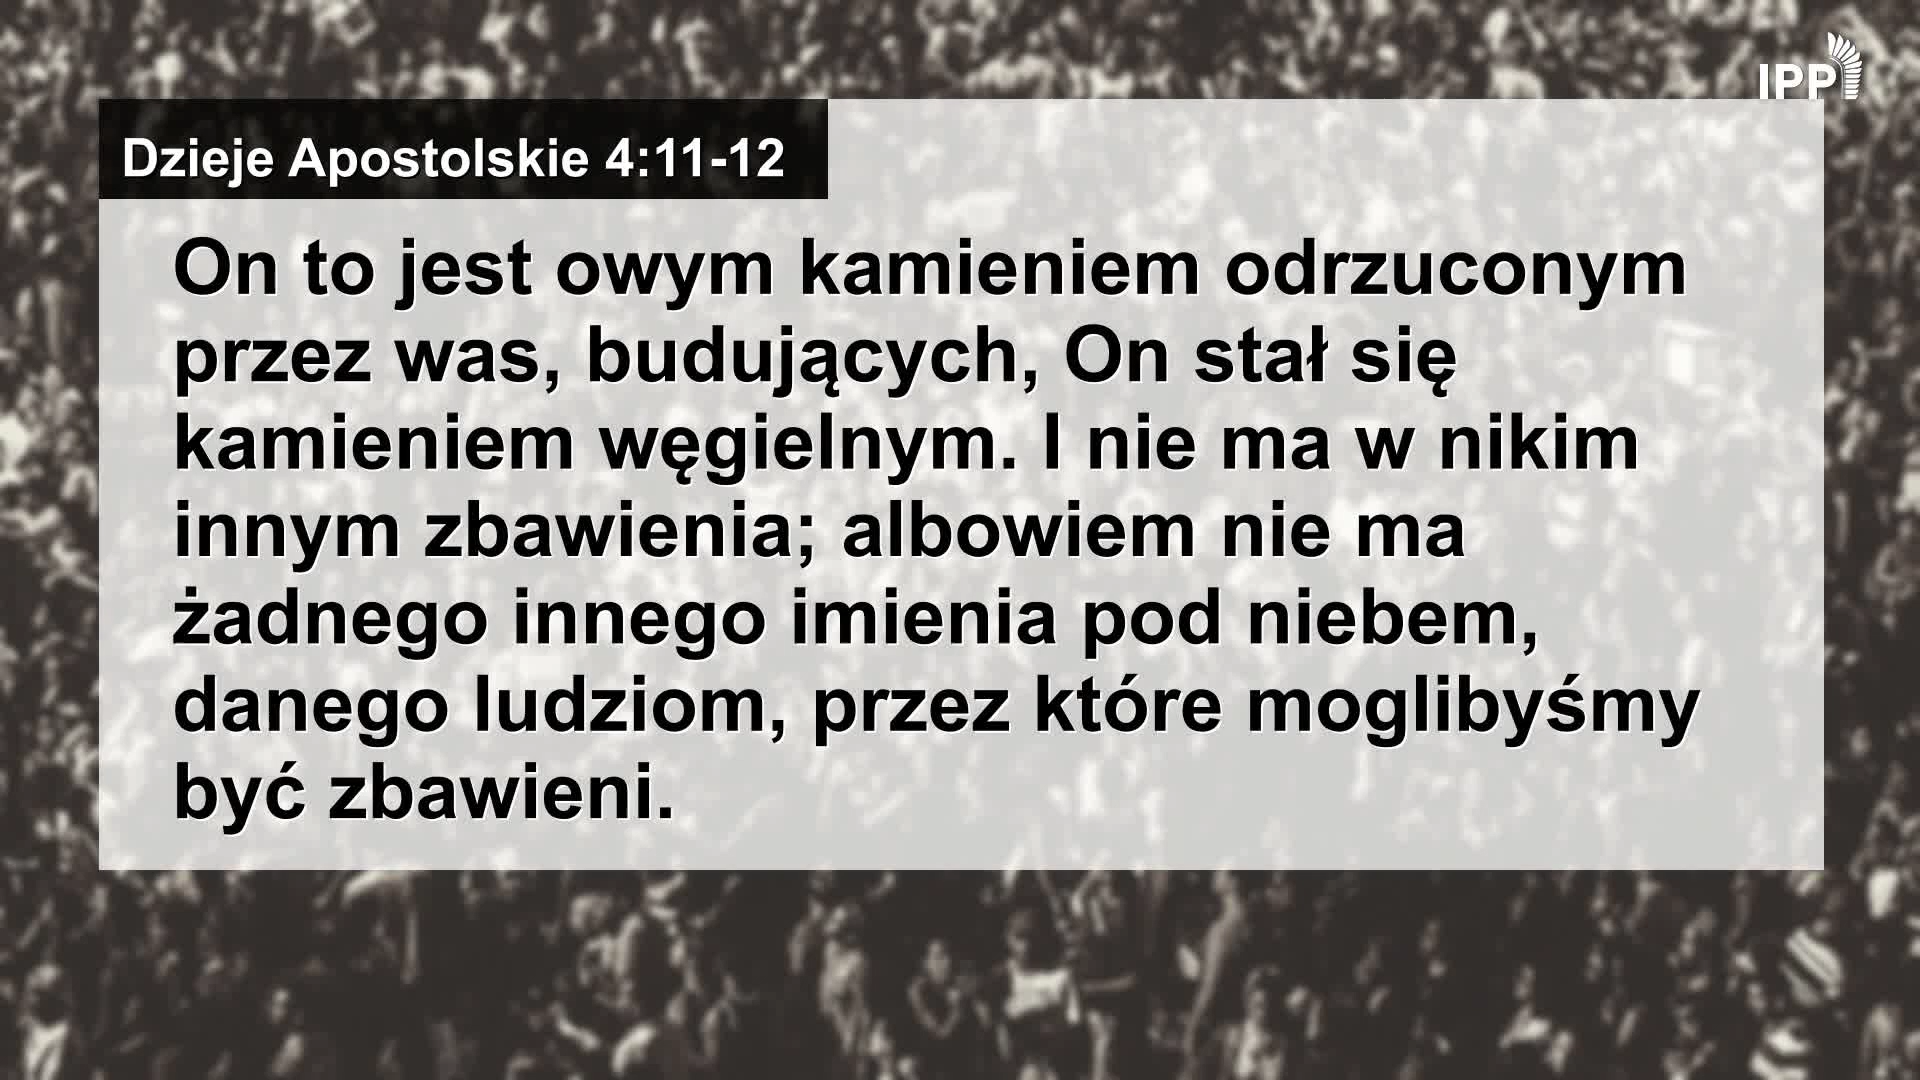 IPP
Dzieje Apostolskie 4:11-12
On to jest owym kamieniem odrzuconym
przez was, budujących, On stał się
kamieniem węgielnym. I nie ma w nikim
innym zbawienia; albowiem nie ma
żadnego innego imienia pod niebem,
danego ludziom, przez które moglibyśmy
być zbawieni.